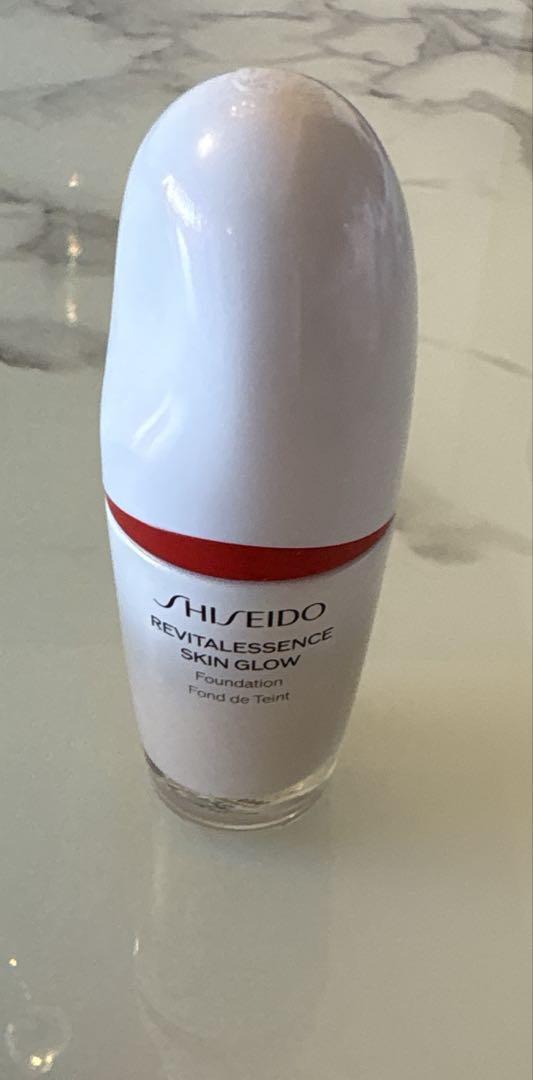 SHISEIDO
REVITALESSENCE
SKIN GLOW
Foundation
Fond de Teint